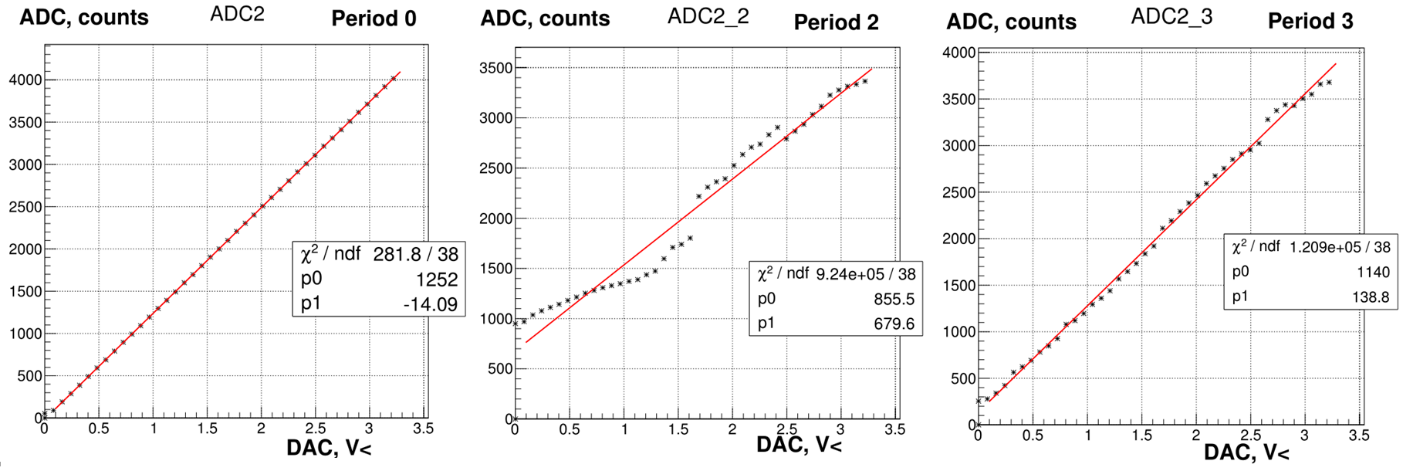 ADC, counts ADC2 Period 0
4000
3500
3000
2500
2000
1500
1000
500
0
χ² / ndf 281.8 / 38
p0 1252
p1 -14.09
0 0.5 1 1.5 2 2.5 3 3.5
DAC, V<
ADC, counts ADC2_2 Period 2
3500
3000
2500
2000
1500
1000
500
0
χ² / ndf 9.24e+05 / 38
p0 855.5
p1 679.6
0 0.5 1 1.5 2 2.5 3 3.5
DAC, V<
ADC, counts ADC2_3 Period 3
4000
3500
3000
2500
2000
1500
1000
500
0
χ² / ndf 1.209e+05 / 38
p0 1140
p1 138.8
0 0.5 1 1.5 2 2.5 3 3.5
DAC, V<